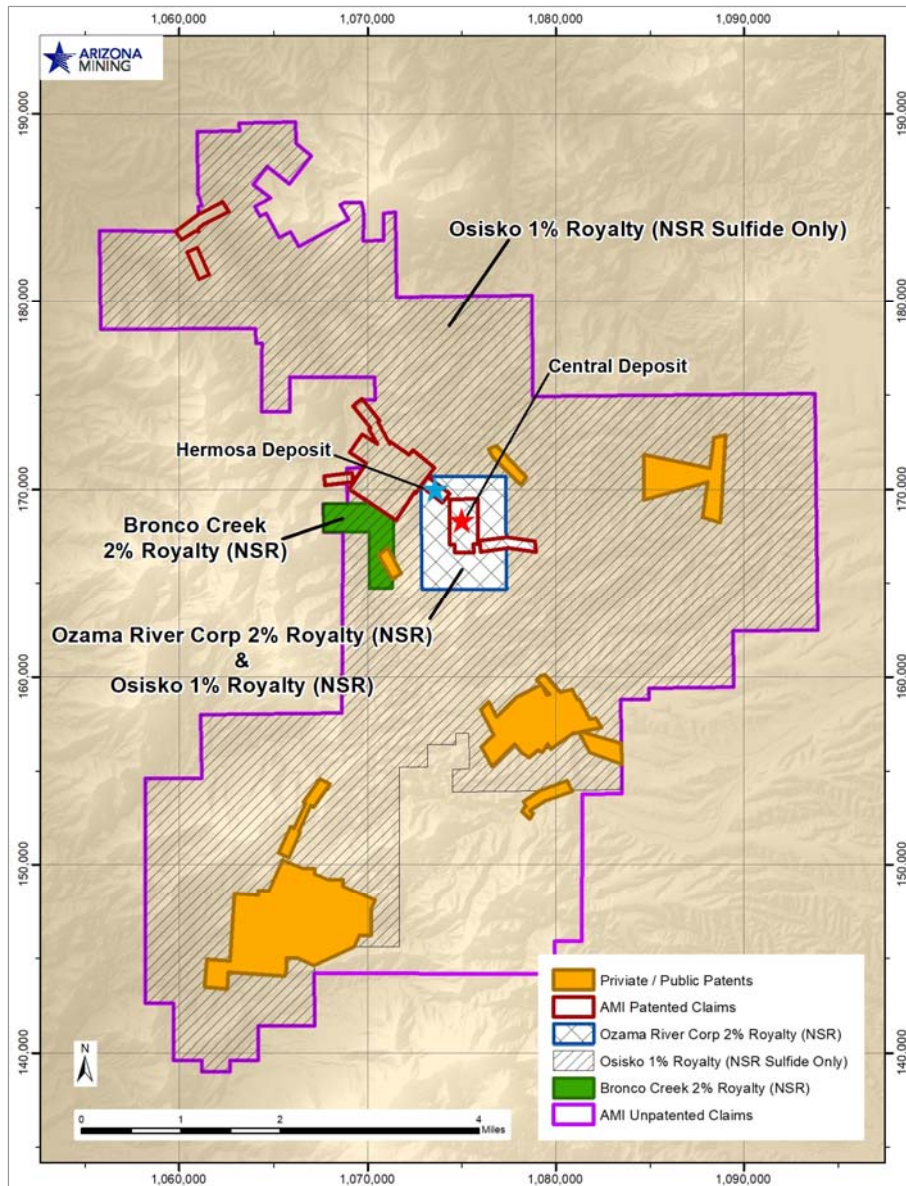 1,060,000 1,070,000 1,080,000 1,090,000
ARIZONA
MINING
190,000 190,000
Osisko 1% Royalty (NSR Sulfide Only)
180,000 180,000
Central Deposit
Hermosa Deposit
170,000 170,000
Bronco Creek
2% Royalty (NSR)
Ozama River Corp 2% Royalty (NSR)
&
Osisko 1% Royalty (NSR)
160,000 160,000
150,000 150,000
Priviate / Public Patents
AMI Patented Claims
Ozama River Corp 2% Royalty (NSR)
Osisko 1% Royalty (NSR Sulfide Only)
Bronco Creek 2% Royalty (NSR)
AMI Unpatented Claims
140,000 140,000
N
0 1 2 4
Miles
1,060,000 1,070,000 1,080,000 1,090,000